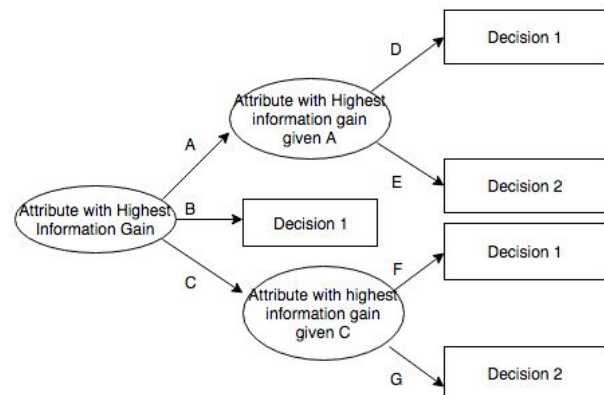 D
Decision 1
Attribute with Highest
information gain
given A
A
E
Decision 2
Attribute with Highest
Information Gain
B
Decision 1
C
Attribute with highest
information gain
given C
F
Decision 1
G
Decision 2